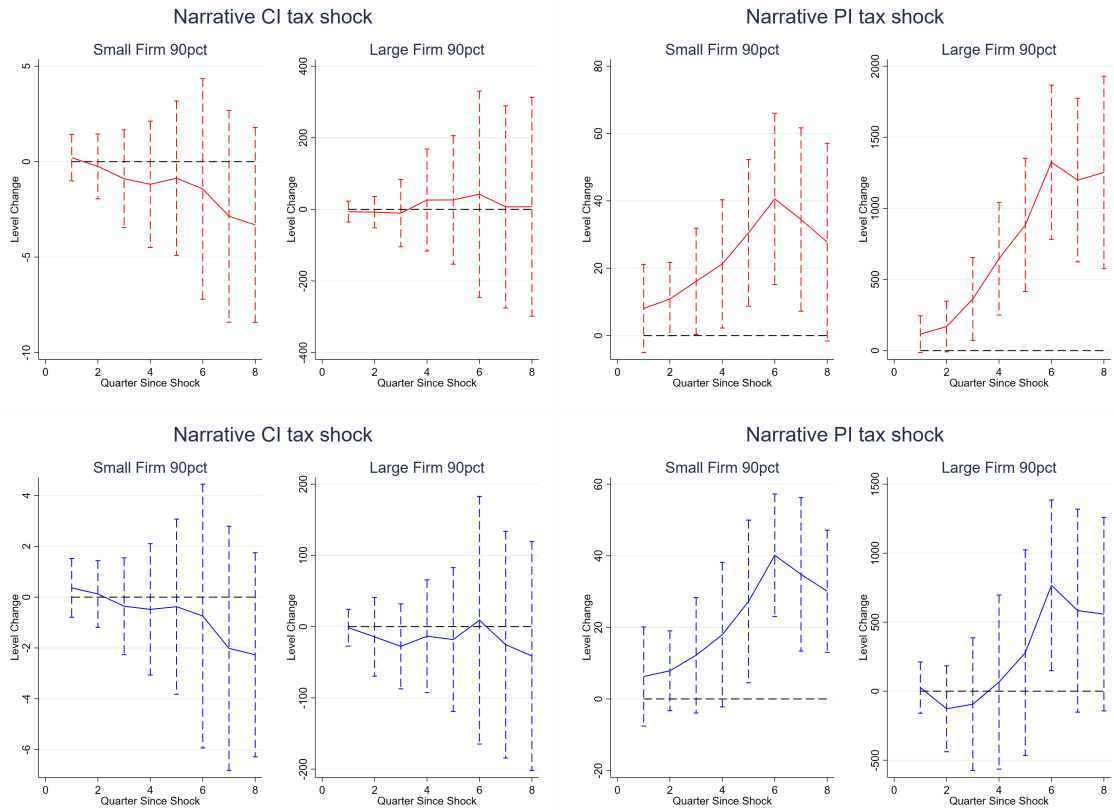 Narrative CI tax shock
Small Firm 90pct
Level Change
5
0
-5
-10
0 2 4 6 8
Quarter Since Shock
Large Firm 90pct
Level Change
400
200
0
-200
-400
0 2 4 6 8
Quarter Since Shock
Narrative PI tax shock
Small Firm 90pct
Level Change
80
60
40
20
0
0 2 4 6 8
Quarter Since Shock
Large Firm 90pct
Level Change
2000
1500
1000
500
0
0 2 4 6 8
Quarter Since Shock
Narrative CI tax shock
Small Firm 90pct
Level Change
4
2
0
-2
-4
-6
0 2 4 6 8
Quarter Since Shock
Large Firm 90pct
Level Change
200
100
0
-100
-200
0 2 4 6 8
Quarter Since Shock
Narrative PI tax shock
Small Firm 90pct
Level Change
60
40
20
0
-20
0 2 4 6 8
Quarter Since Shock
Large Firm 90pct
Level Change
1500
1000
500
0
-500
0 2 4 6 8
Quarter Since Shock